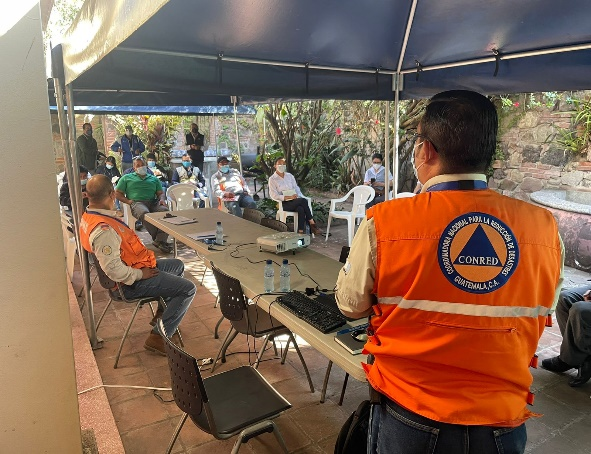 COORDINADORA NACIONAL PARA LA REDUCCIÓN DE DESASTRES
CONRED
GUATEMALA, C.A.